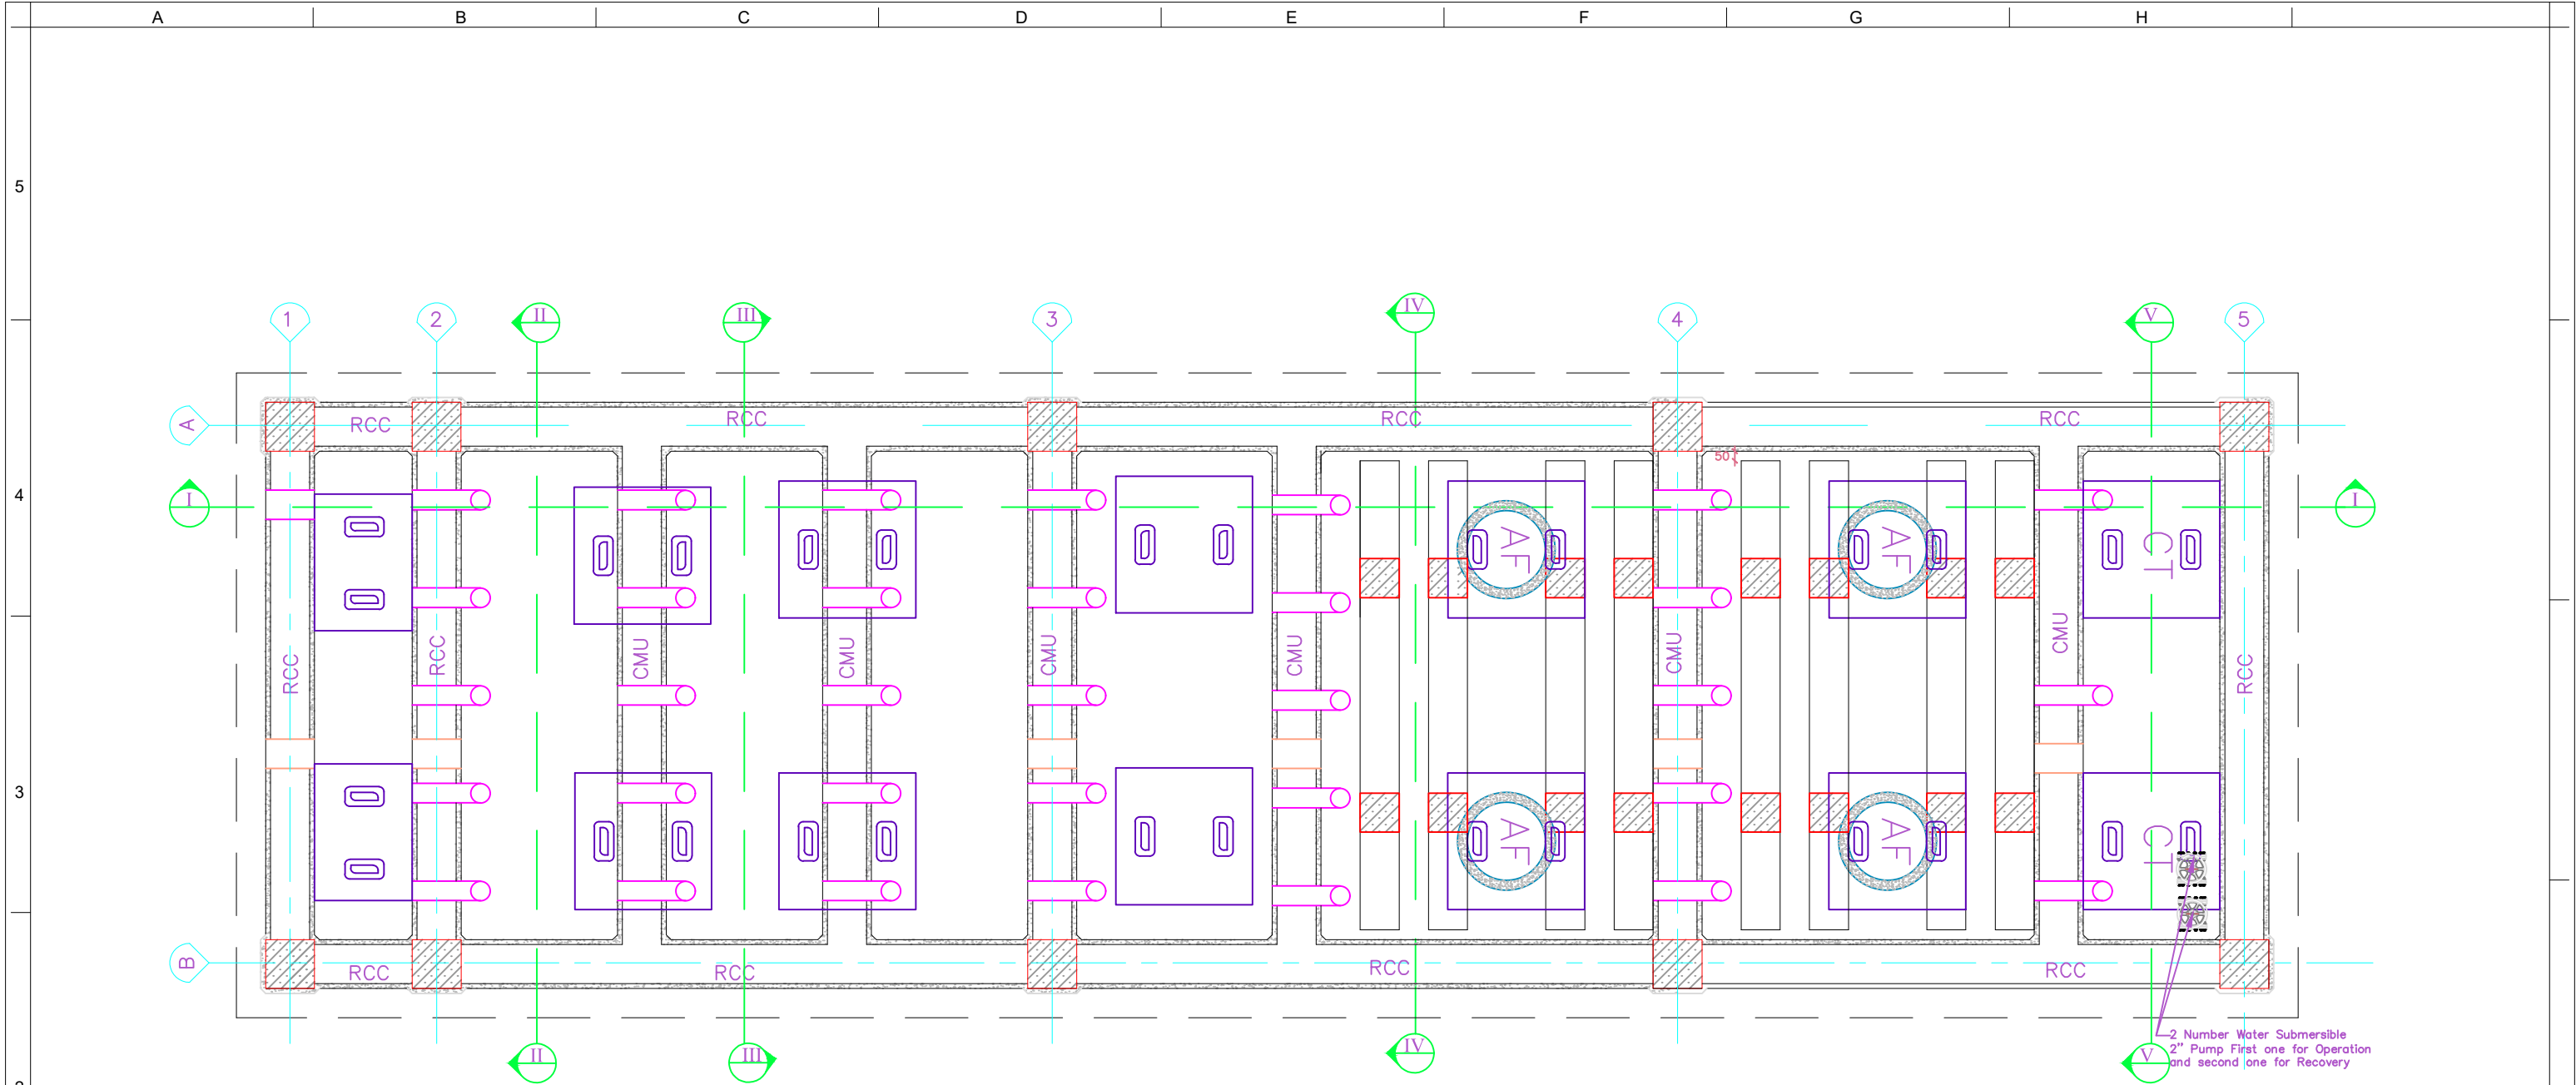 A B C D E F G H
5
II III IV V
1 2 3 4 5
A RCC RCC RCC RCC
50
4
I I
AF AF CT
RCC RCC CMU CMU CMU CMU CMU CMU RCC
3
AF AF CT
B RCC RCC RCC RCC
2 Number Water Submersible
2" Pump First one for Operation
and second one for Recovery
II III IV V